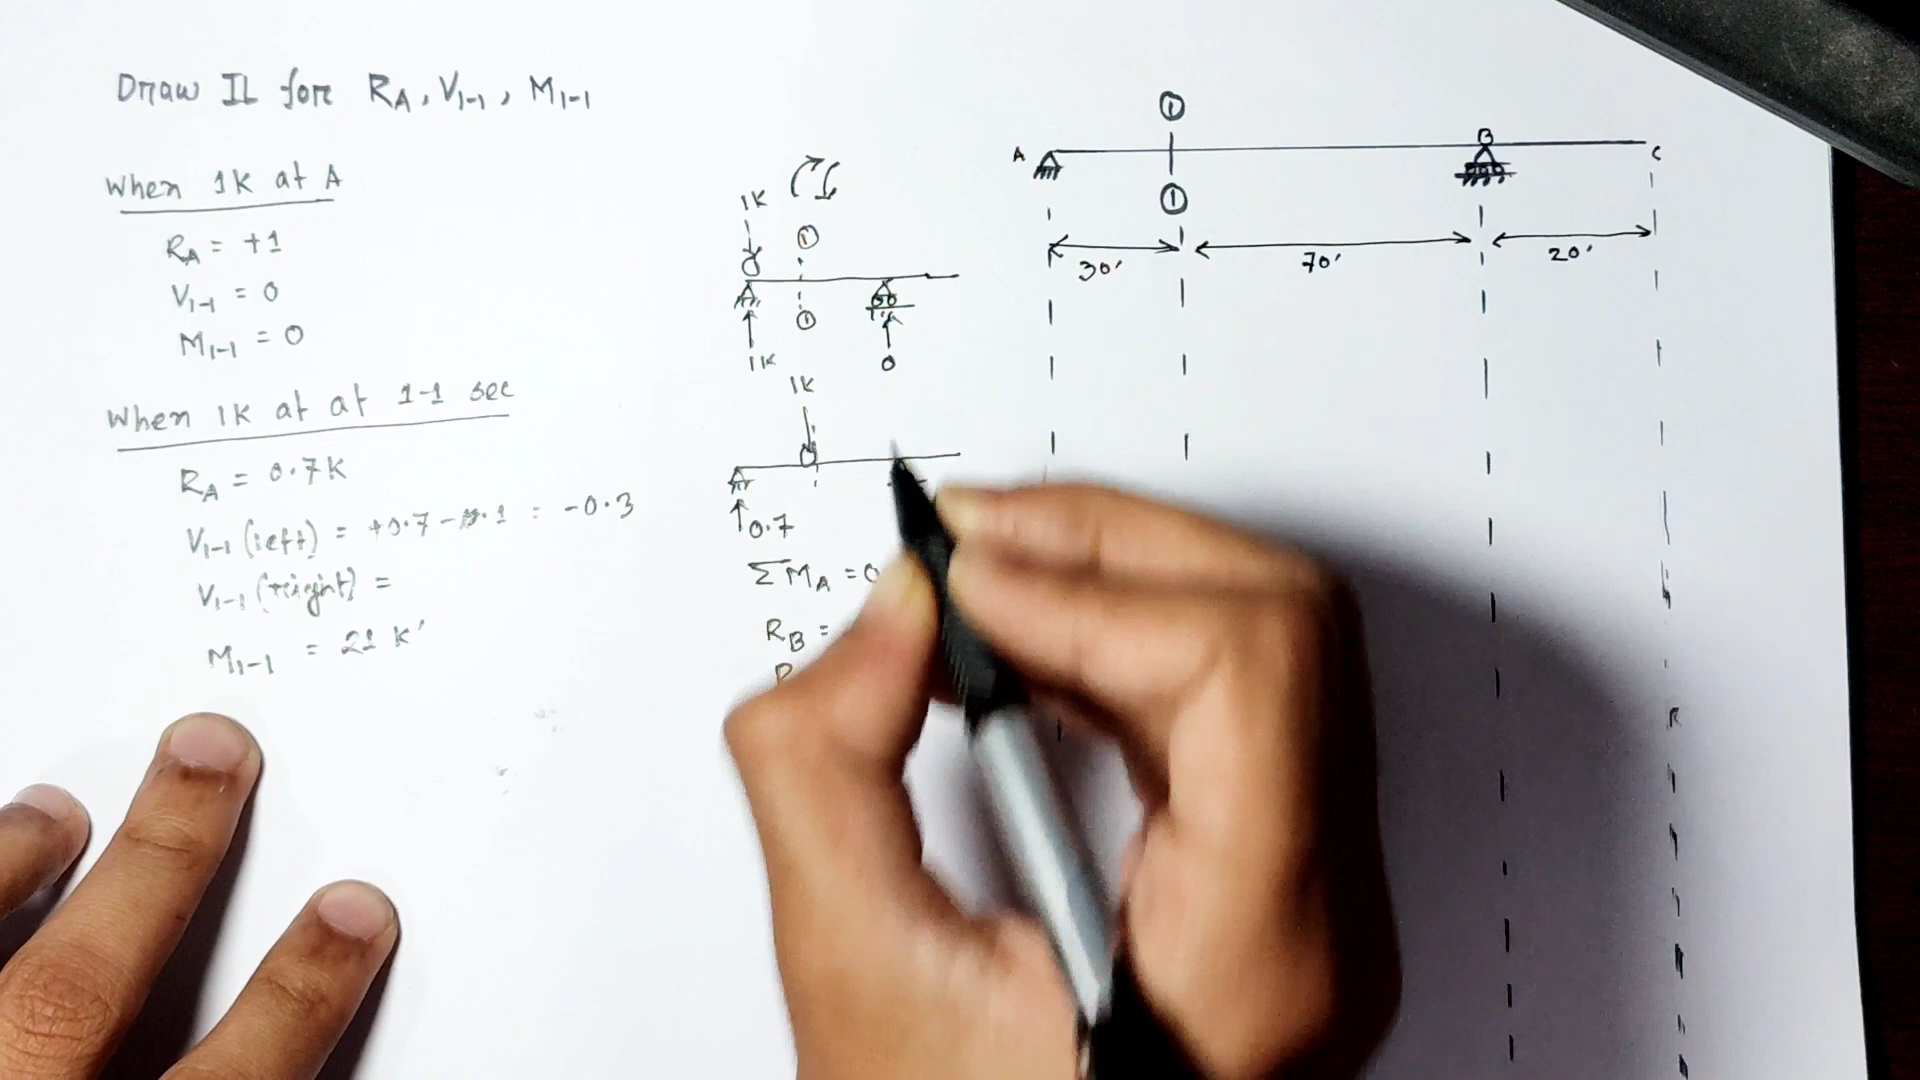 Draw IL for RA, V1-1, M1-1
When 1K at A
RA = +1
V1-1 = 0
M1-1 = 0
When 1K at at 1-1 sec
RA = 0.7K
V1-1 (left) = +0.7-0.1 = -0.3
V1-1 (right) =
M1-1 = 21 K'
1K
1
1
1K
0
1K
0.7
ΣMA = 0
RB =
1
A
B
C
1
30'
70'
20'